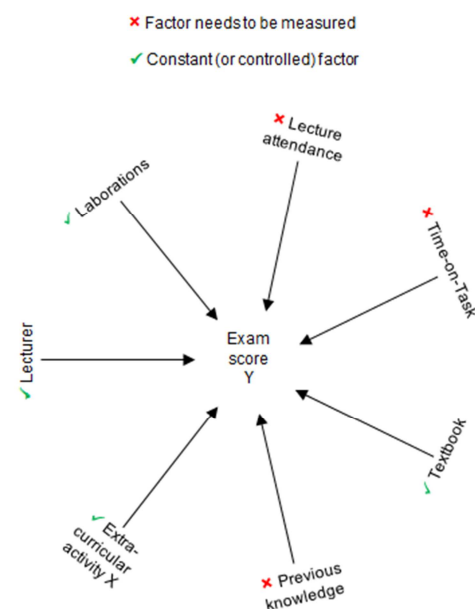 Factor needs to be measured
Constant (or controlled) factor
Lecture
attendance
Laborations
Time-on-Task
Exam
score
Y
Lecturer
Textbook
Extra-
curricular
activity X
Previous
knowledge